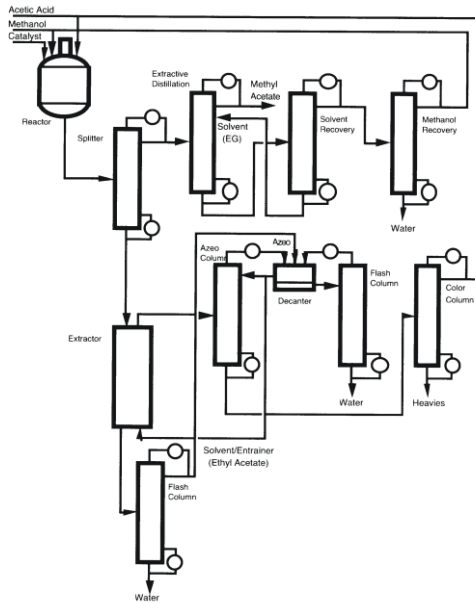 Acetic Acid
Methanol
Catalyst
Reactor
Splitter
Extractive
Distillation
Methyl
Acetate
Solvent
(EG)
Solvent
Recovery
Methanol
Recovery
Water
Azeo
Column
Azeo
Decanter
Flash
Column
Color
Column
Extractor
Water
Heavies
Solvent/Entrainer
(Ethyl Acetate)
Flash
Column
Water